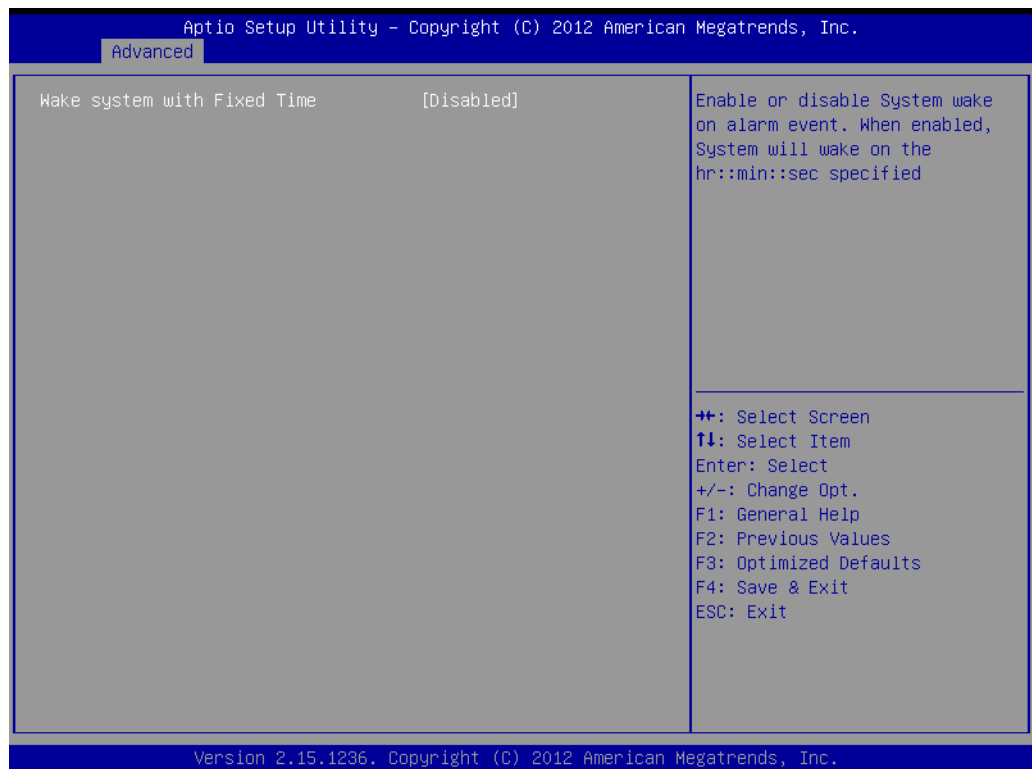 Aptio Setup Utility – Copyright (C) 2012 American Megatrends, Inc.
Advanced
Wake system with Fixed Time [Disabled]
Enable or disable System wake
on alarm event. When enabled,
System will wake on the
hr::min::sec specified
→←: Select Screen
↑↓: Select Item
Enter: Select
+/-: Change Opt.
F1: General Help
F2: Previous Values
F3: Optimized Defaults
F4: Save & Exit
ESC: Exit
Version 2.15.1236. Copyright (C) 2012 American Megatrends, Inc.